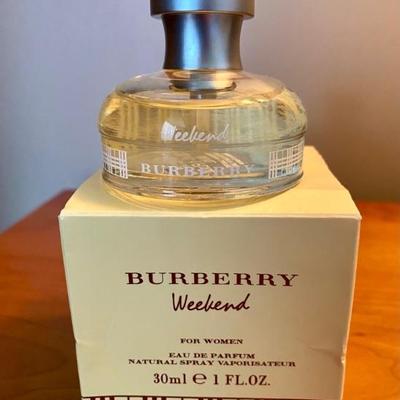 Weekend
BURBERRY
BURBERRY
Weekend
FOR WOMEN
EAU DE PARFUM
NATURAL SPRAY VAPORISATEUR
30ml e 1 FL.OZ.